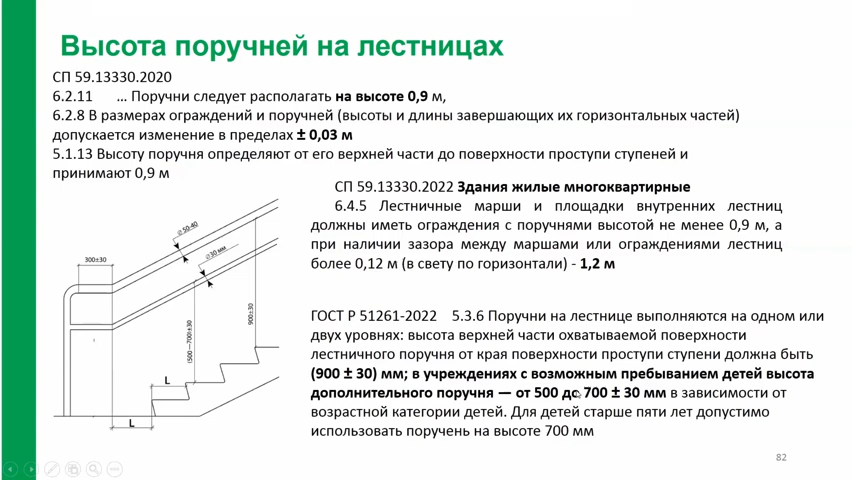 Высота поручней на лестницах
СП 59.13330.2020
6.2.11 … Поручни следует располагать на высоте 0,9 м,
6.2.8 В размерах ограждений и поручней (высоты и длины завершающих их горизонтальных частей)
допускается изменение в пределах ± 0,03 м
5.1.13 Высоту поручня определяют от его верхней части до поверхности проступи ступеней и
принимают 0,9 м
СП 59.13330.2022 Здания жилые многоквартирные
6.4.5 Лестничные марши и площадки внутренних лестниц
должны иметь ограждения с поручнями высотой не менее 0,9 м, а
при наличии зазора между маршами или ограждениями лестниц
более 0,12 м (в свету по горизонтали) - 1,2 м
∅ 50-40
∅30 мм
300±30
900±30
(500—700)±30
L
L
ГОСТ Р 51261-2022 5.3.6 Поручни на лестнице выполняются на одном или
двух уровнях: высота верхней части охватываемой поверхности
лестничного поручня от края поверхности проступи ступени должна быть
(900 ± 30) мм; в учреждениях с возможным пребыванием детей высота
дополнительного поручня — от 500 до 700 ± 30 мм в зависимости от
возрастной категории детей. Для детей старше пяти лет допустимо
использовать поручень на высоте 700 мм
82